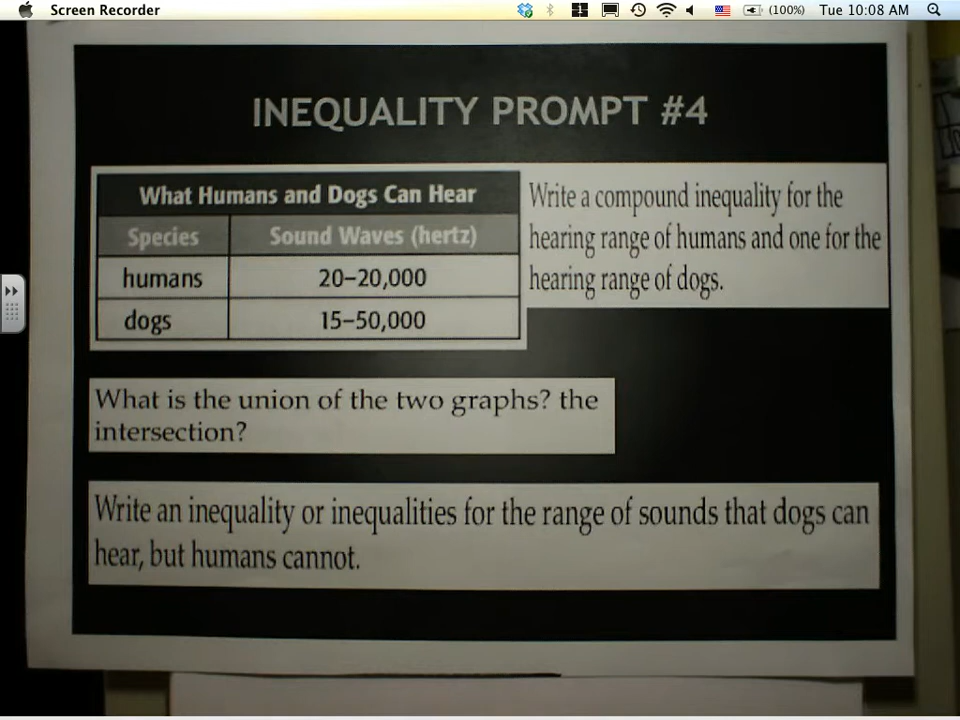 Screen Recorder
(100%) Tue 10:08 AM
INEQUALITY PROMPT #4
What Humans and Dogs Can Hear
Species Sound Waves (hertz)
humans 20–20,000
dogs 15–50,000
Write a compound inequality for the
hearing range of humans and one for the
hearing range of dogs.
What is the union of the two graphs? the
intersection?
Write an inequality or inequalities for the range of sounds that dogs can
hear, but humans cannot.